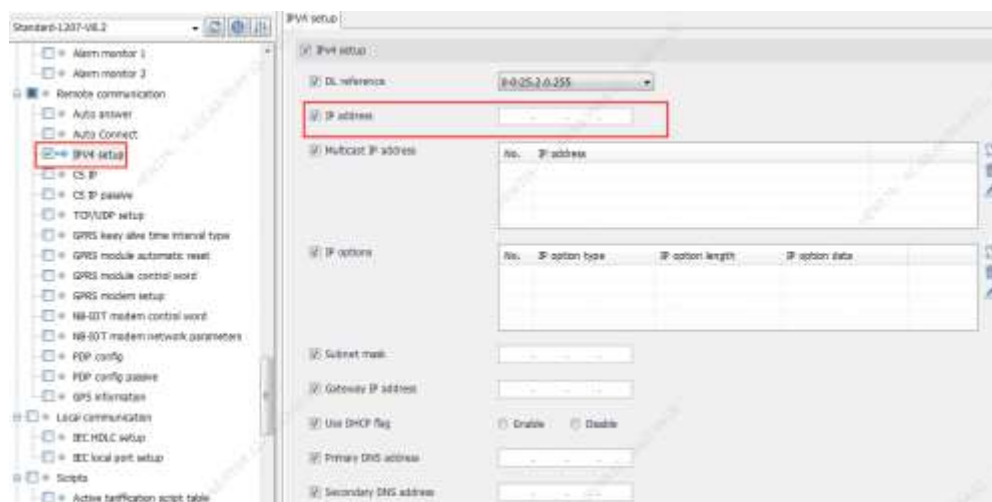 Standard-1207-V8.2
Alarm monitor 1
Alarm monitor 2
Remote communication
Auto answer
Auto Connect
IPV4 setup
CS IP
CS IP passive
TCP/UDP setup
GPRS keey alve time interval type
GPRS module automatic reset
GPRS module control word
GPRS modem setup
NB-IOT modem control word
NB-IOT modem network parameters
PDP config
PDP config passive
GPS information
Local communication
IEC HDLC setup
IEC local port setup
Scripts
Active tariffication script table
IPV4 setup
IPv4 setup
DL reference
0-0:25.2.0.255
IP address
Multicast IP address
No. IP address
IP options
No. IP option type IP option length IP option data
Subnet mask
Gateway IP address
Use DHCP flag
Enable Disable
Primary DNS address
Secondary DNS address